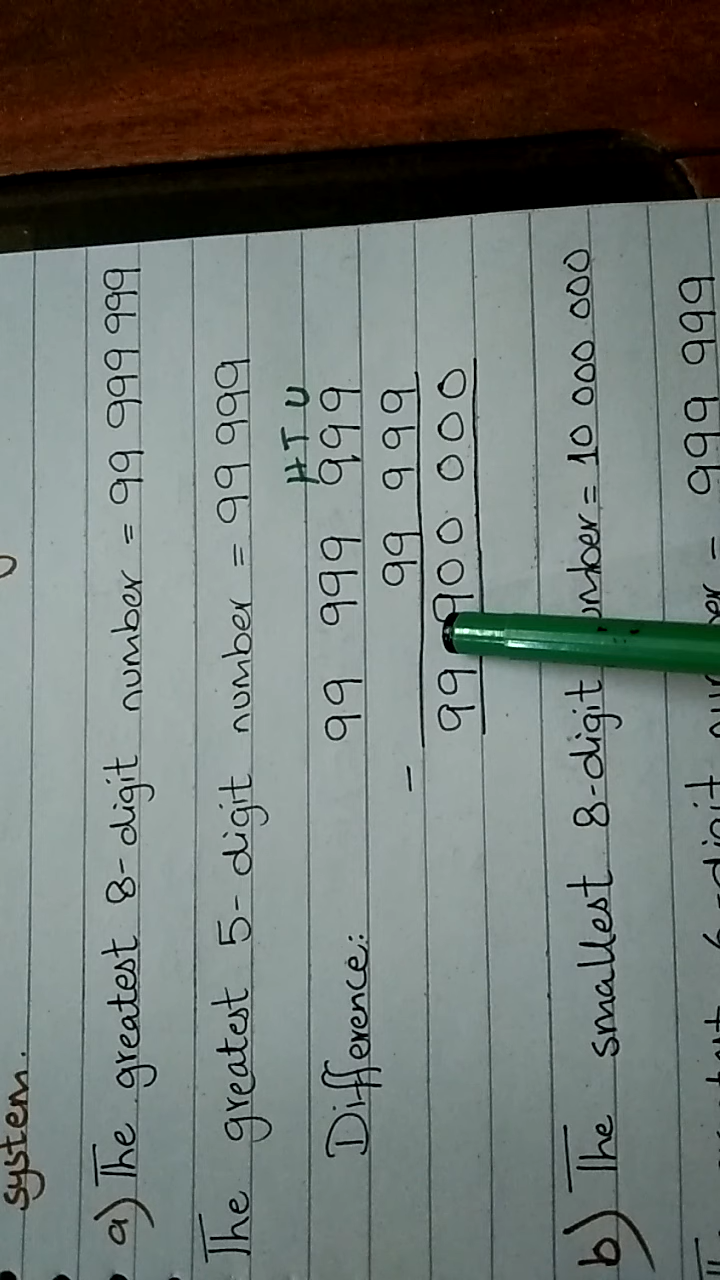 system.
a) The greatest 8-digit number = 99 999 999
The greatest 5-digit number = 99 999
H T U
Difference: 99 999 999
- 99 999
99 900 000
b) The smallest 8-digit number = 10 000 000
= 999 999